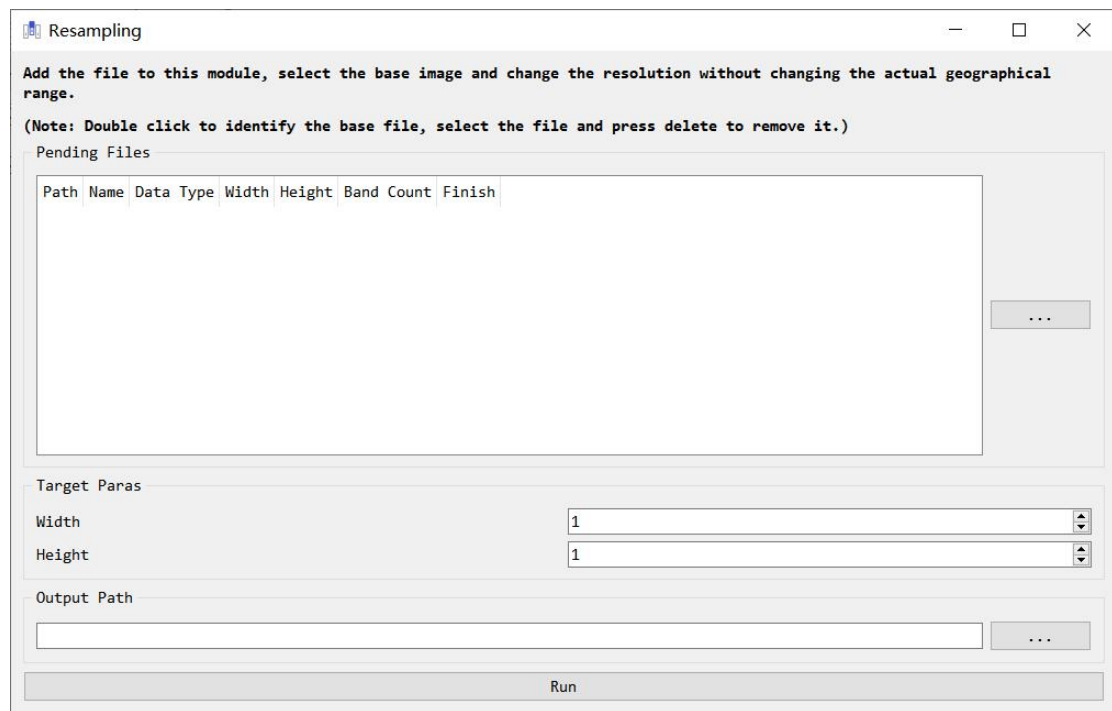 Resampling
Add the file to this module, select the base image and change the resolution without changing the actual geographical
range.
(Note: Double click to identify the base file, select the file and press delete to remove it.)
Pending Files
Path Name Data Type Width Height Band Count Finish
...
Target Paras
Width 1
Height 1
Output Path
...
Run